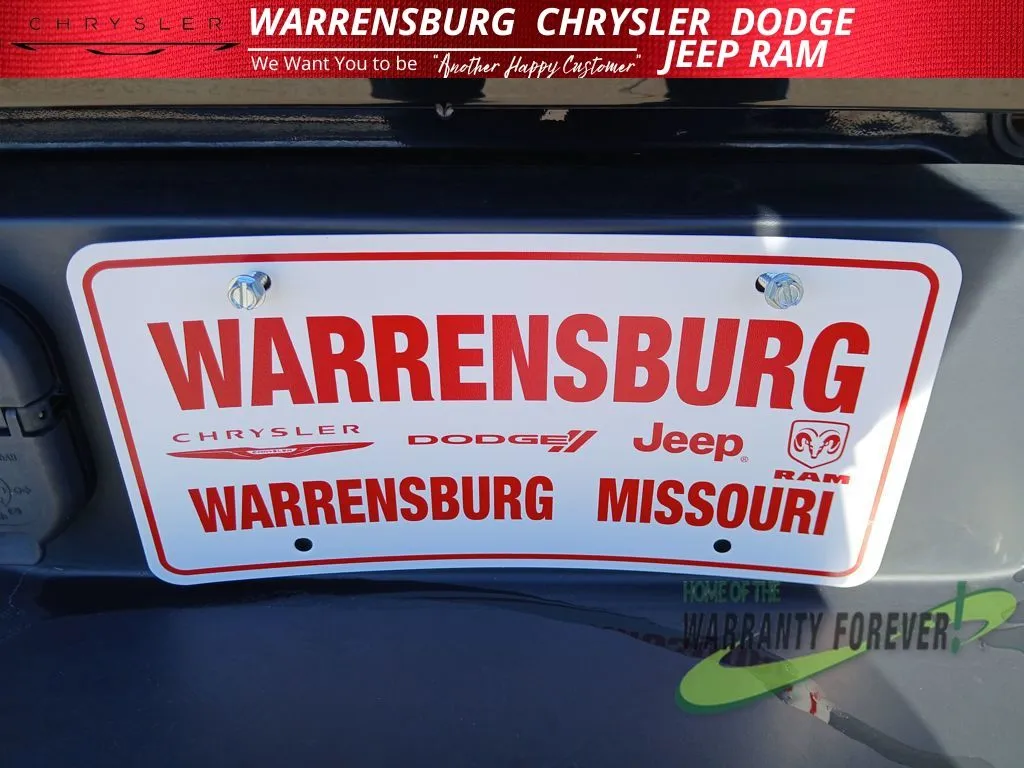 CHRYSLER
WARRENSBURG CHRYSLER DODGE
JEEP RAM
We Want You to be "Another Happy Customer"
WARRENSBURG
CHRYSLER DODGE Jeep® RAM
WARRENSBURG MISSOURI
HOME OF THE
WARRANTY FOREVER!